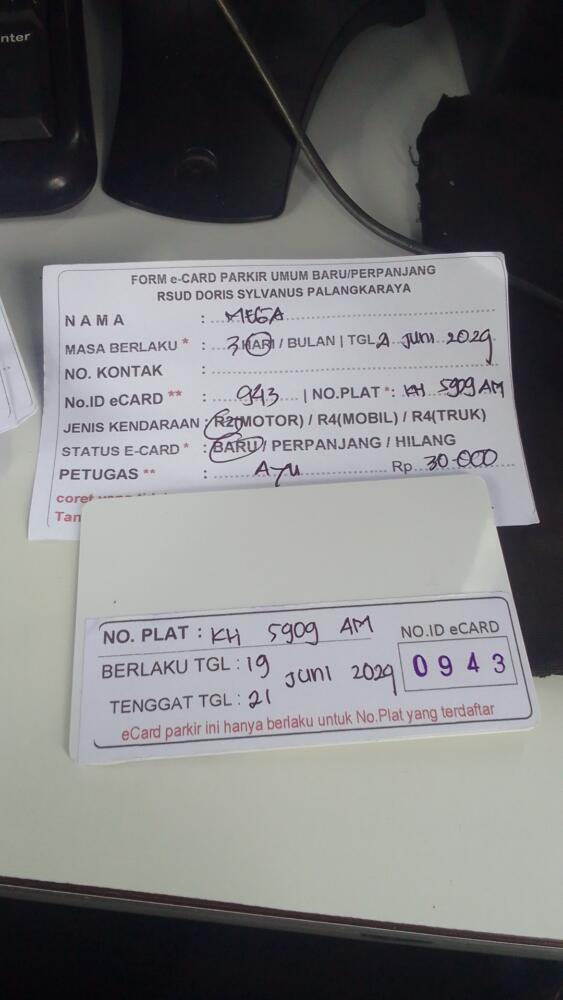 nter
FORM e-CARD PARKIR UMUM BARU/PERPANJANG
RSUD DORIS SYLVANUS PALANGKARAYA
NAMA : MEGA
MASA BERLAKU * : 3 HARI / BULAN | TGL 2 Juni 2029
NO. KONTAK :
No.ID eCARD ** : 943 | NO.PLAT *: KH 5909 AM
JENIS KENDARAAN : R2(MOTOR) / R4(MOBIL) / R4(TRUK)
STATUS E-CARD * : BARU / PERPANJANG / HILANG
PETUGAS ** : AYU Rp 30.000
coret yang
Tan
NO. PLAT : KH 5909 AM
NO.ID eCARD
BERLAKU TGL : 19 Juni 2029
0943
TENGGAT TGL : 21
eCard parkir ini hanya berlaku untuk No.Plat yang terdaftar